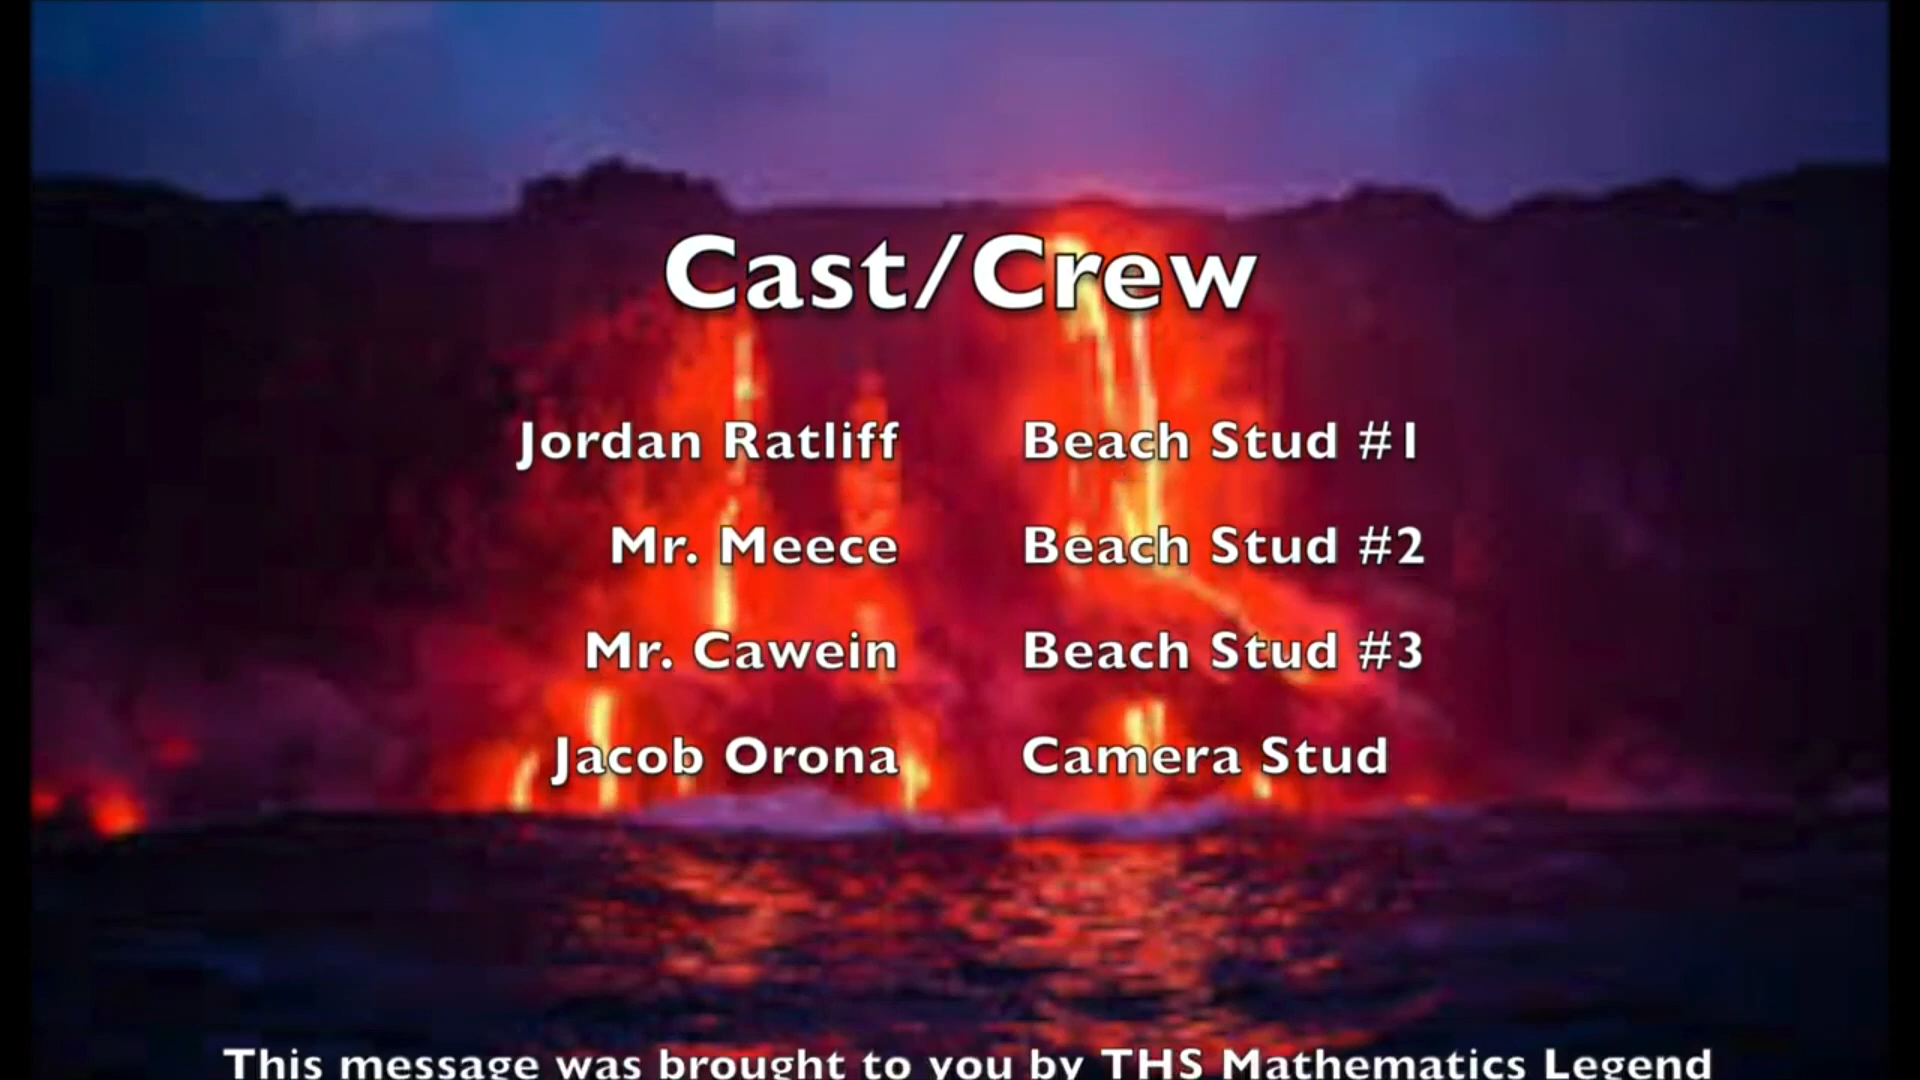 Cast/Crew
Jordan Ratliff Beach Stud #1
Mr. Meece Beach Stud #2
Mr. Cawein Beach Stud #3
Jacob Orona Camera Stud
This message was brought to you by THS Mathematics Legend